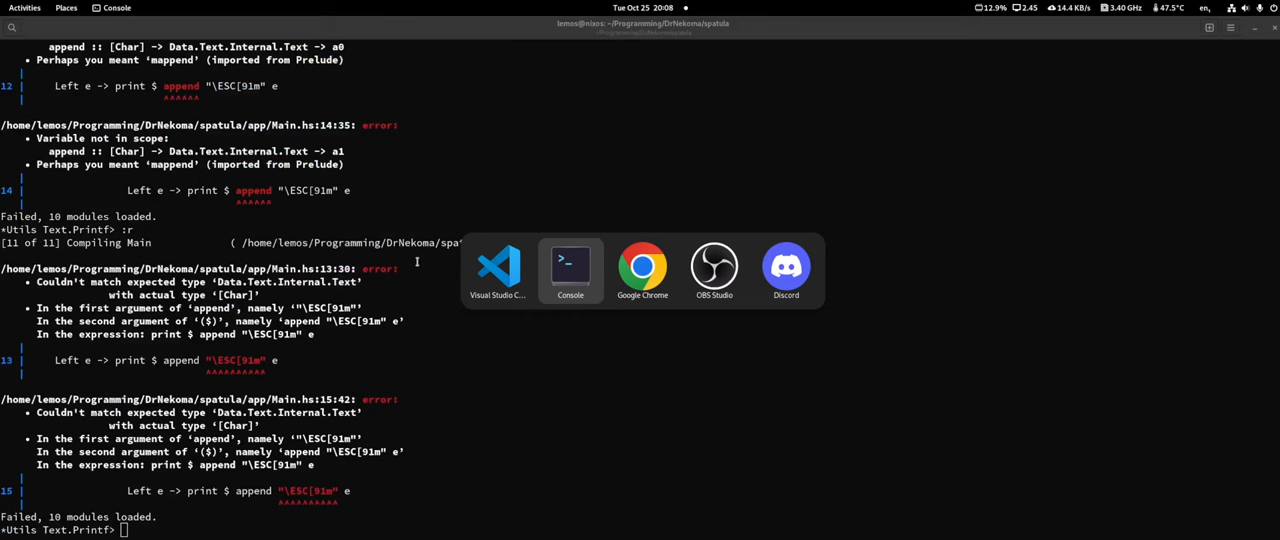 Activities Places Console Tue Oct 25 20:08 12.9% 2.45 14.4 KB/s 3.40 GHz 47.5°C en,
lemos@nixos: ~/Programming/DrNekoma/spatula
~/Programming/DrNekoma/spatula
append :: [Char] -> Data.Text.Internal.Text -> a0
• Perhaps you meant ‘mappend’ (imported from Prelude)
|
12 | Left e -> print $ append "\ESC[91m" e
| ^^^^^^
/home/lemos/Programming/DrNekoma/spatula/app/Main.hs:14:35: error:
• Variable not in scope:
append :: [Char] -> Data.Text.Internal.Text -> a1
• Perhaps you meant ‘mappend’ (imported from Prelude)
|
14 | Left e -> print $ append "\ESC[91m" e
| ^^^^^^
Failed, 10 modules loaded.
*Utils Text.Printf> :r
[11 of 11] Compiling Main ( /home/lemos/Programming/DrNekoma/spat
/home/lemos/Programming/DrNekoma/spatula/app/Main.hs:13:30: error:
• Couldn't match expected type ‘Data.Text.Internal.Text’
with actual type ‘[Char]’
• In the first argument of ‘append’, namely ‘"\ESC[91m"’
In the second argument of ‘($)’, namely ‘append "\ESC[91m" e’
In the expression: print $ append "\ESC[91m" e
|
13 | Left e -> print $ append "\ESC[91m" e
| ^^^^^^^^^^
/home/lemos/Programming/DrNekoma/spatula/app/Main.hs:15:42: error:
• Couldn't match expected type ‘Data.Text.Internal.Text’
with actual type ‘[Char]’
• In the first argument of ‘append’, namely ‘"\ESC[91m"’
In the second argument of ‘($)’, namely ‘append "\ESC[91m" e’
In the expression: print $ append "\ESC[91m" e
|
15 | Left e -> print $ append "\ESC[91m" e
| ^^^^^^^^^^
Failed, 10 modules loaded.
*Utils Text.Printf>
Visual Studio C... Console Google Chrome OBS Studio Discord